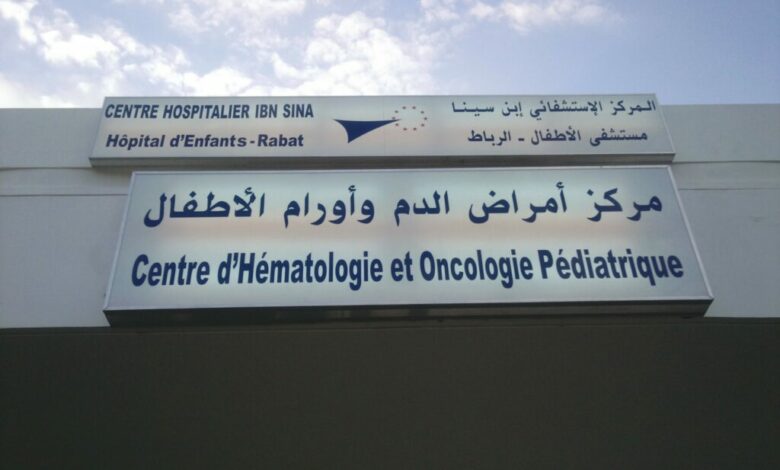 CENTRE HOSPITALIER IBN SINA
Hôpital d'Enfants - Rabat
المركز الإستشفائي إبن سينا
مستشفى الأطفال - الرباط
مركز أمراض الدم وأورام الأطفال
Centre d'Hématologie et Oncologie Pédiatrique